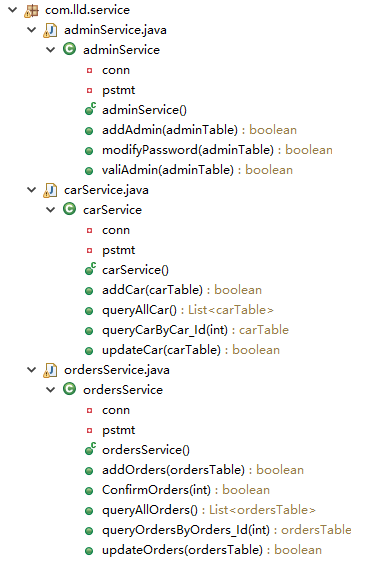 com.lld.service
adminService.java
adminService
conn
pstmt
adminService()
addAdmin(adminTable) : boolean
modifyPassword(adminTable) : boolean
valiAdmin(adminTable) : boolean
carService.java
carService
conn
pstmt
carService()
addCar(carTable) : boolean
queryAllCar() : List<carTable>
queryCarByCar_Id(int) : carTable
updateCar(carTable) : boolean
ordersService.java
ordersService
conn
pstmt
ordersService()
addOrders(ordersTable) : boolean
ConfirmOrders(int) : boolean
queryAllOrders() : List<ordersTable>
queryOrdersByOrders_Id(int) : ordersTable
updateOrders(ordersTable) : boolean